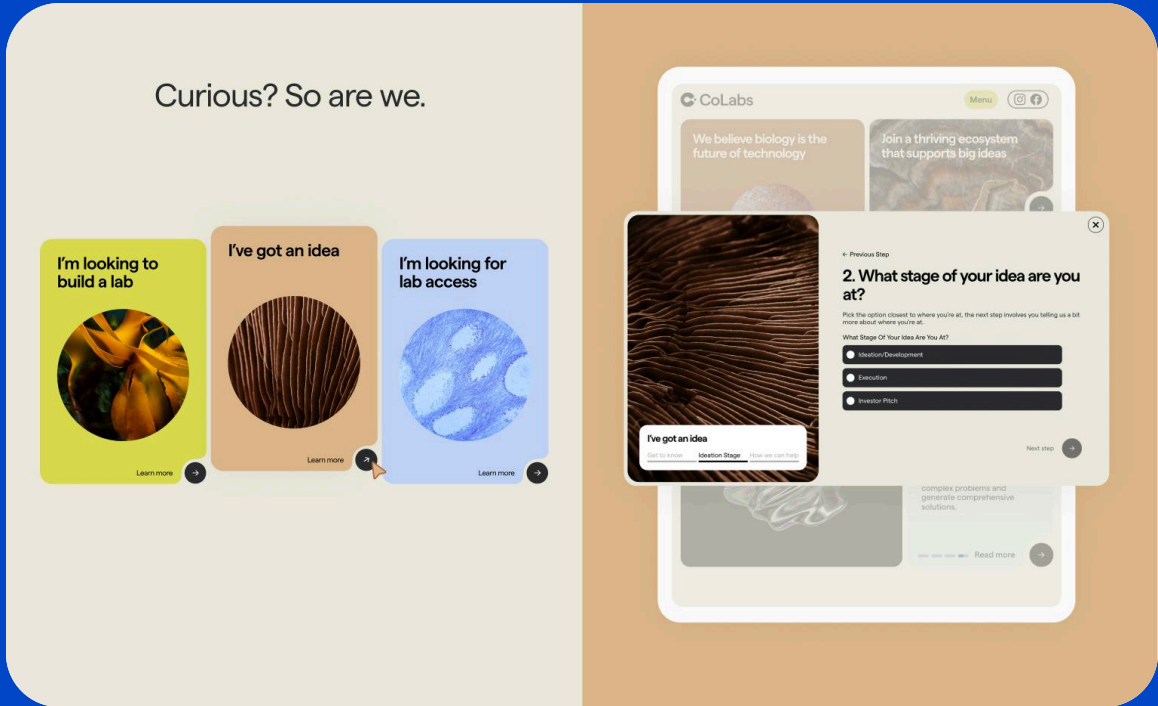 Curious? So are we.
I'm looking to
build a lab
Learn more
I've got an idea
Learn more
I'm looking for
lab access
Learn more
CoLabs
Menu
We believe biology is the
future of technology
Join a thriving ecosystem
that supports big ideas
Previous Step
2. What stage of your idea are you
at?
Pick the option closest to where you're at, the next step involves you telling us a bit
more about where you're at.
What Stage Of Your Idea Are You At?
Ideation/Development
Execution
Investor Pitch
Next step
I've got an idea
Get to know
Ideation Stage
How we can help
complex problems and
generate comprehensive
solutions.
Read more